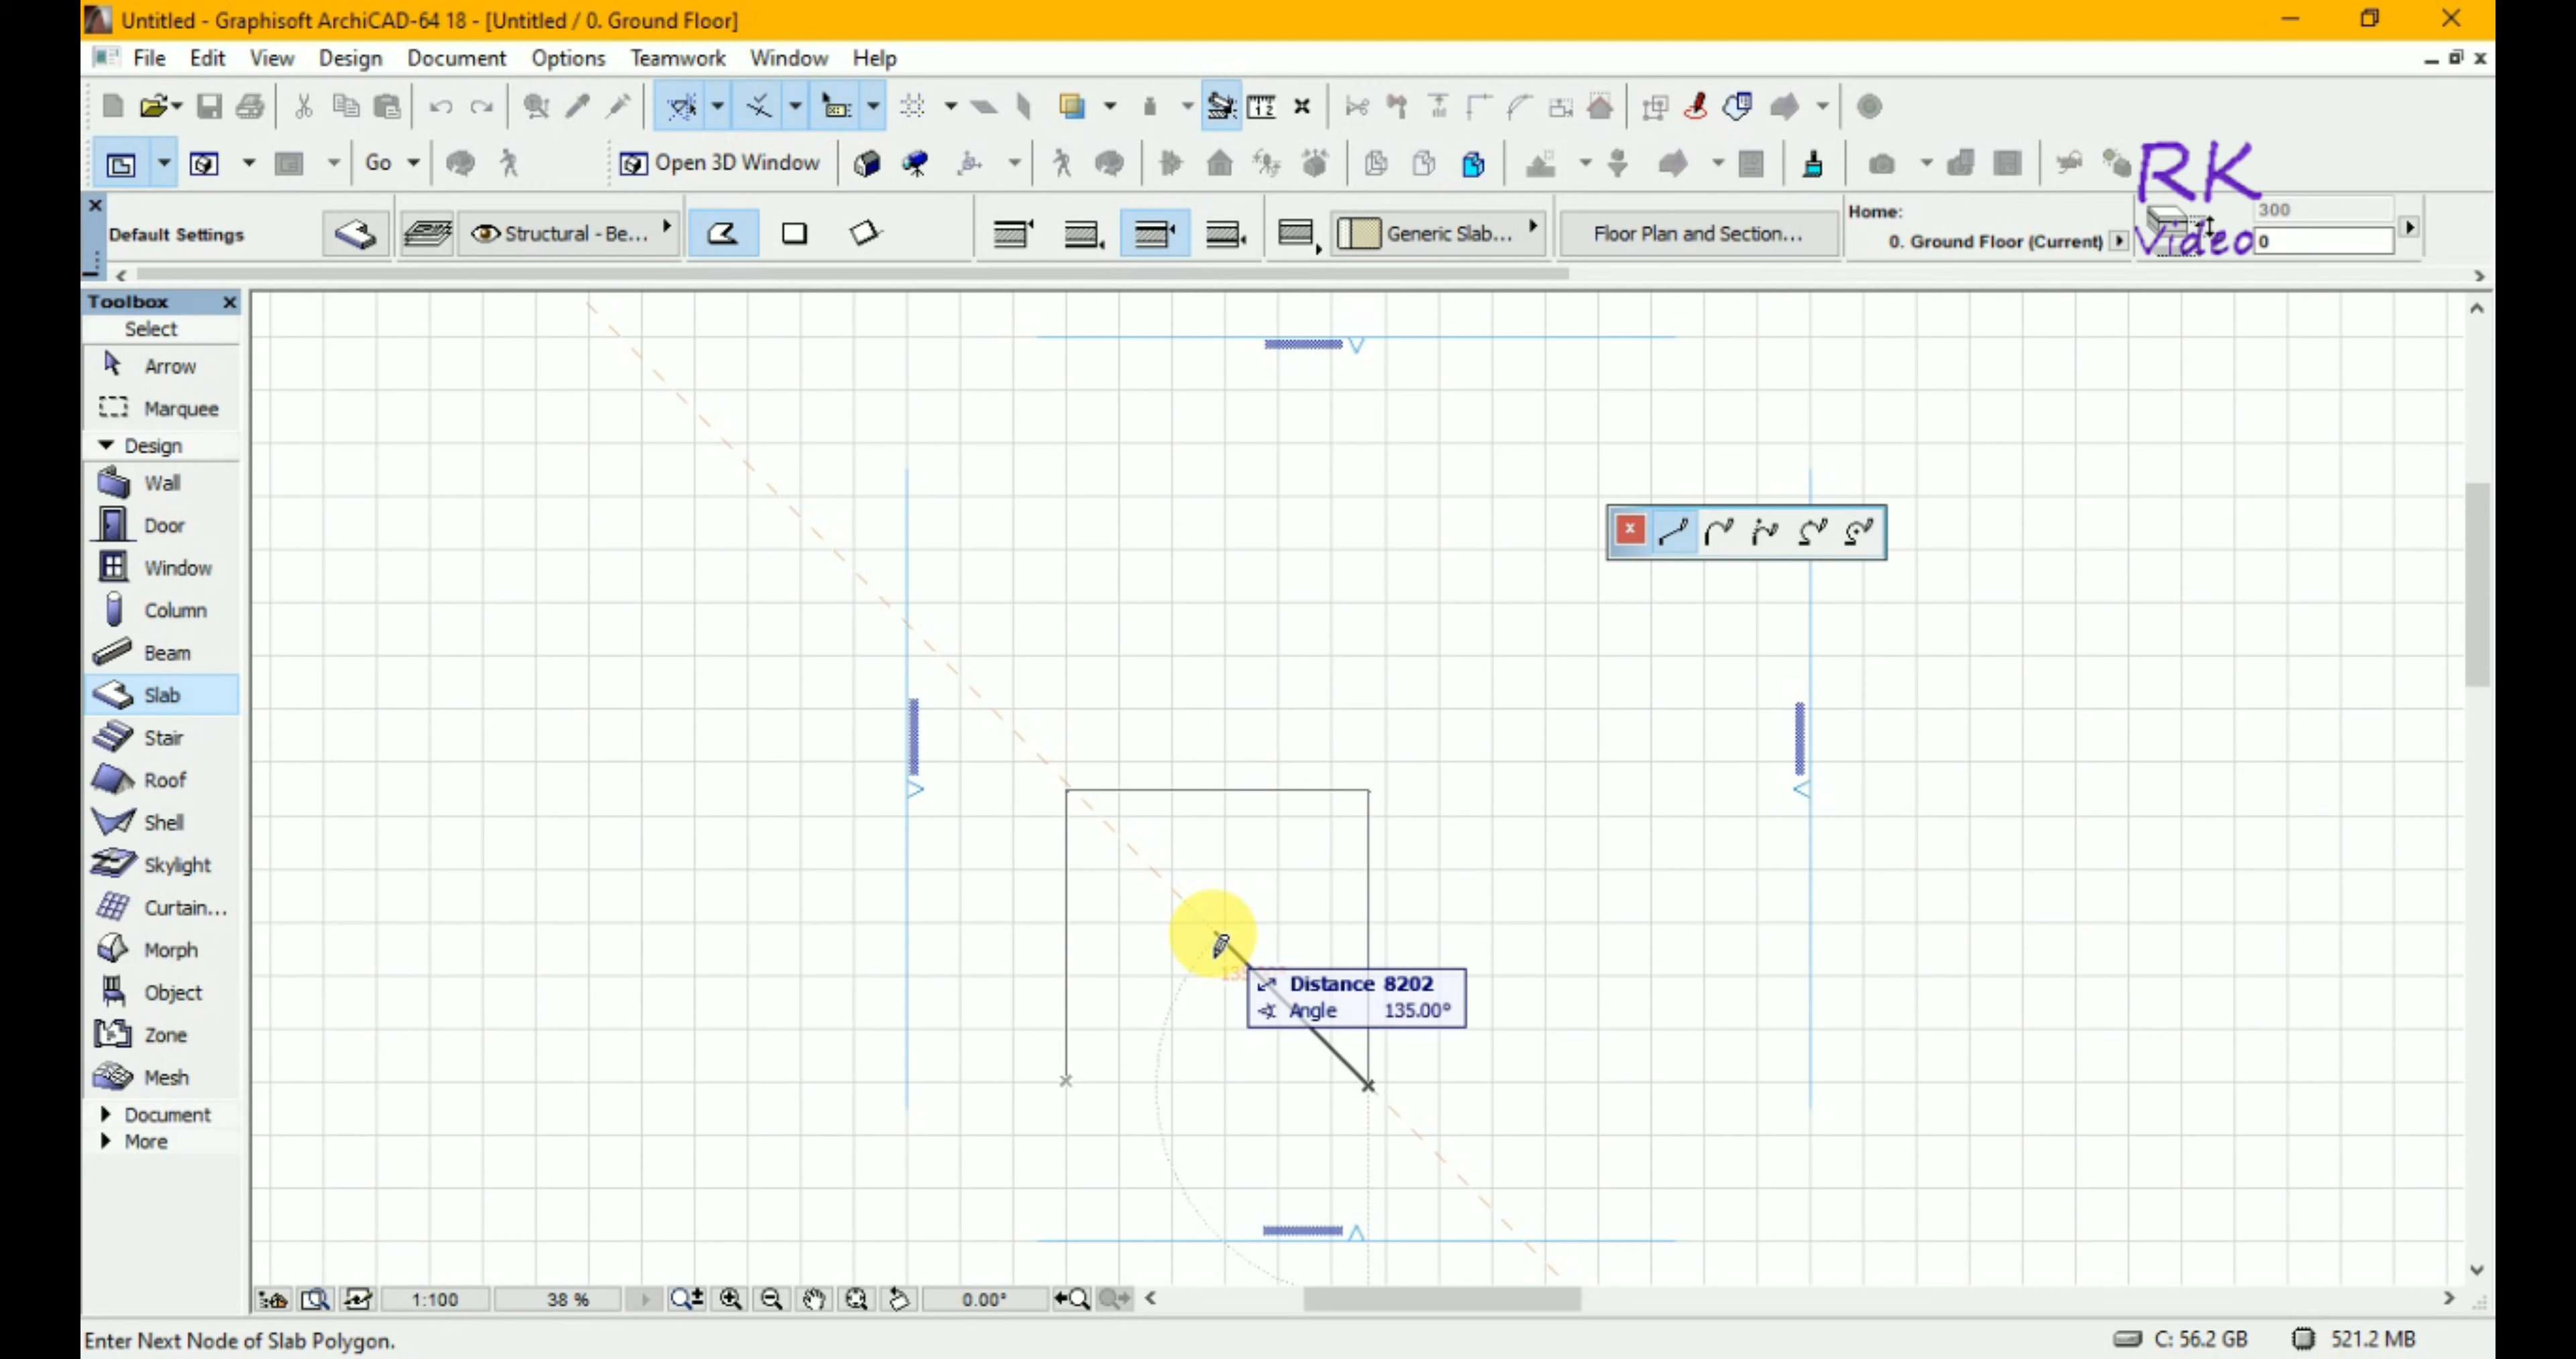 Untitled - Graphisoft ArchiCAD-64 18 - [Untitled / 0. Ground Floor]
File Edit View Design Document Options Teamwork Window Help
Go Open 3D Window
RK
Video
Default Settings Structural - Be... Generic Slab... Floor Plan and Section...
Home:
0. Ground Floor (Current)
300
0
Toolbox
Select
Arrow
Marquee
Design
Wall
Door
Window
Column
Beam
Slab
Stair
Roof
Shell
Skylight
Curtain...
Morph
Object
Zone
Mesh
Document
More
Distance 8202
Angle 135.00°
1:100 38 % 0.00°
Enter Next Node of Slab Polygon.
C: 56.2 GB 521.2 MB